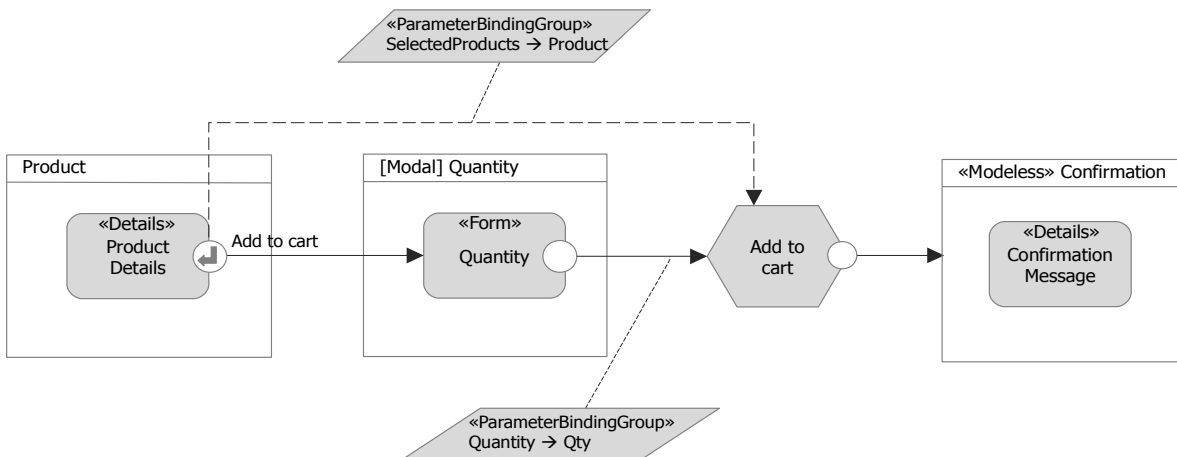 «ParameterBindingGroup»
SelectedProducts → Product
Product
[Modal] Quantity
«Modeless» Confirmation
«Details»
Product
Details
Add to cart
«Form»
Quantity
Add to
cart
«Details»
Confirmation
Message
«ParameterBindingGroup»
Quantity → Qty